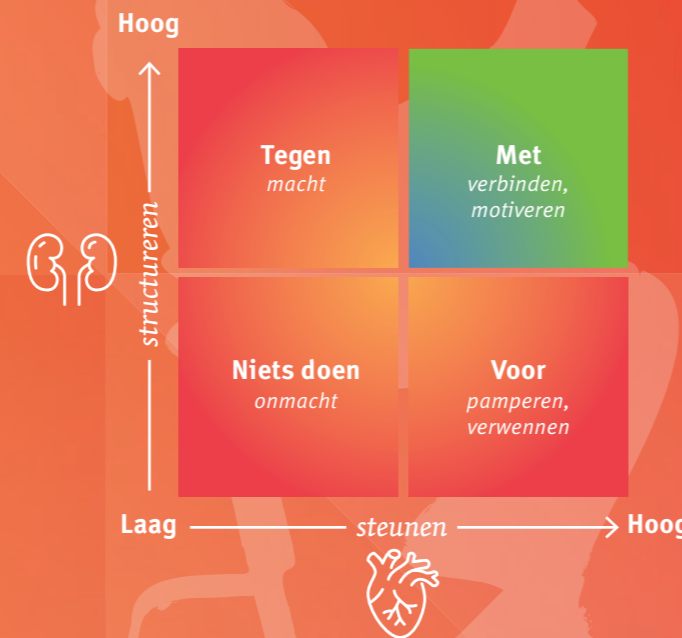 Hoog
Tegen
macht
Met
verbinden,
motiveren
structureren
Niets doen
onmacht
Voor
pamperen,
verwennen
Laag
steunen
Hoog